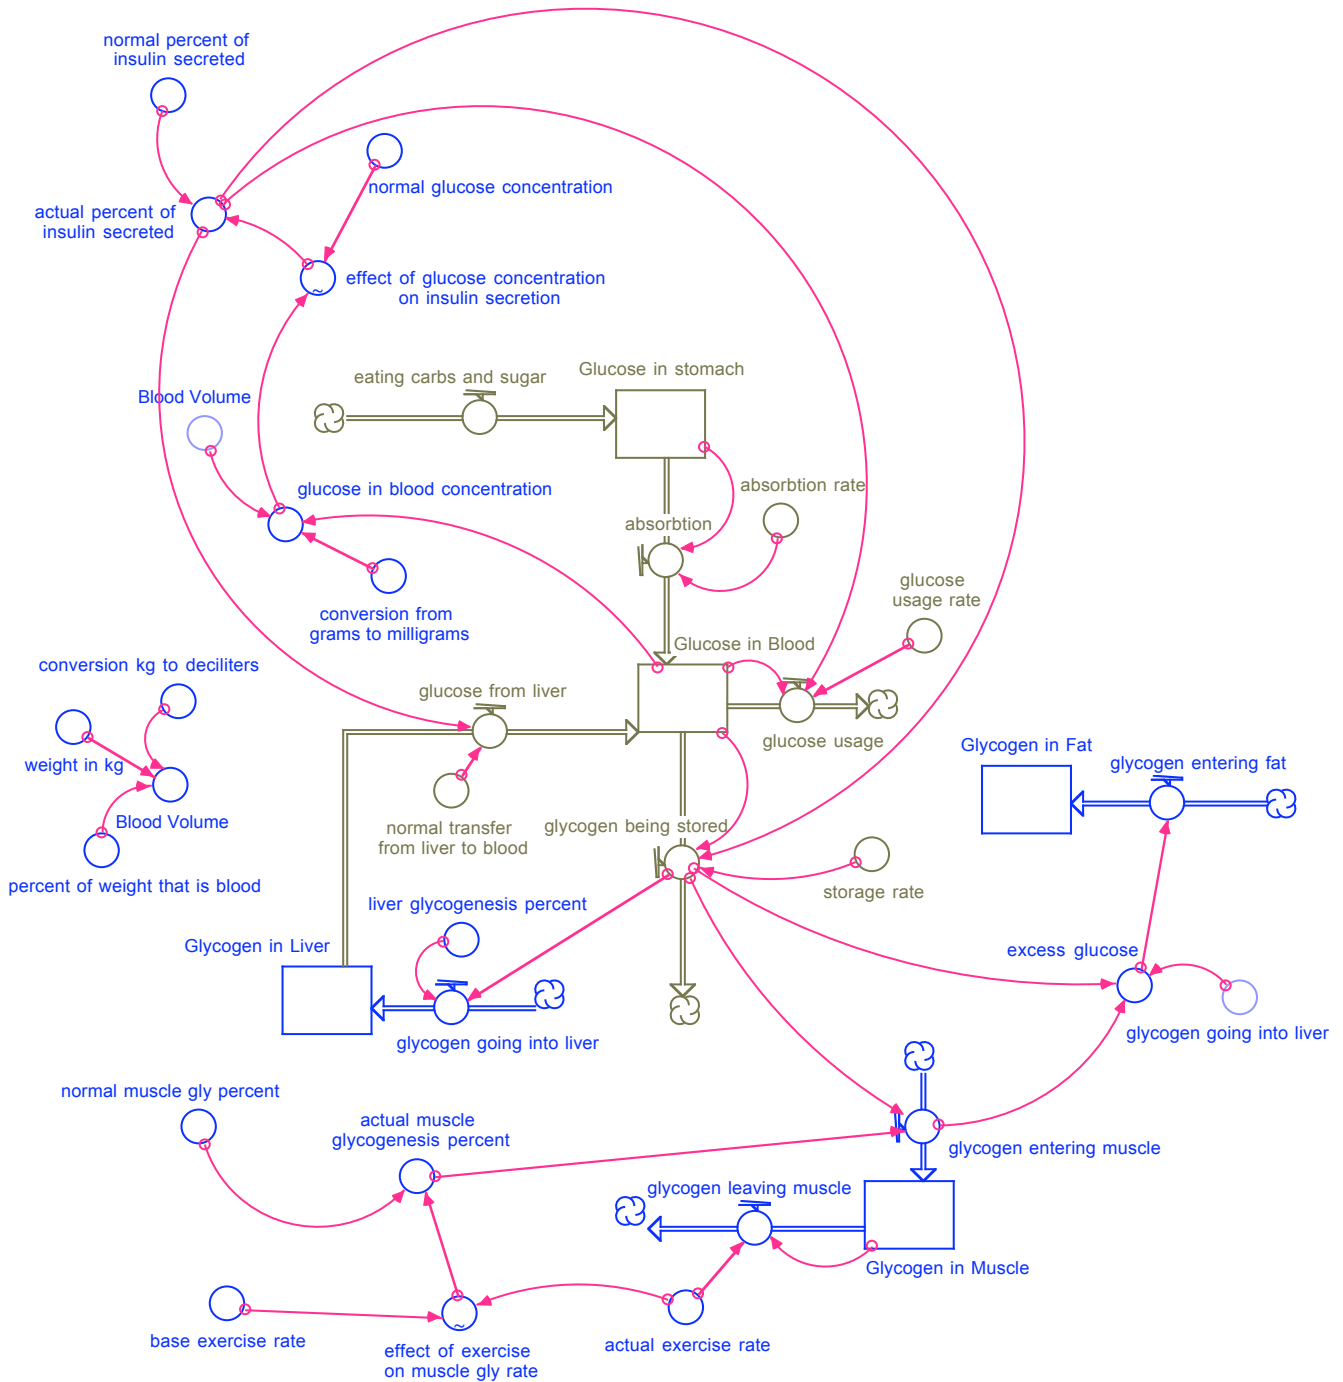 normal percent of
insulin secreted
normal glucose concentration
actual percent of
insulin secreted
effect of glucose concentration
on insulin secretion
eating carbs and sugar
Glucose in stomach
Blood Volume
glucose in blood concentration
absorbtion rate
absorbtion
conversion from
grams to milligrams
glucose
usage rate
Glucose in Blood
conversion kg to deciliters
glucose from liver
weight in kg
glucose usage
Glycogen in Fat
glycogen entering fat
Blood Volume
normal transfer
from liver to blood
glycogen being stored
percent of weight that is blood
storage rate
liver glycogenesis percent
Glycogen in Liver
excess glucose
glycogen going into liver
glycogen going into liver
normal muscle gly percent
actual muscle
glycogenesis percent
glycogen entering muscle
glycogen leaving muscle
Glycogen in Muscle
base exercise rate
effect of exercise
on muscle gly rate
actual exercise rate